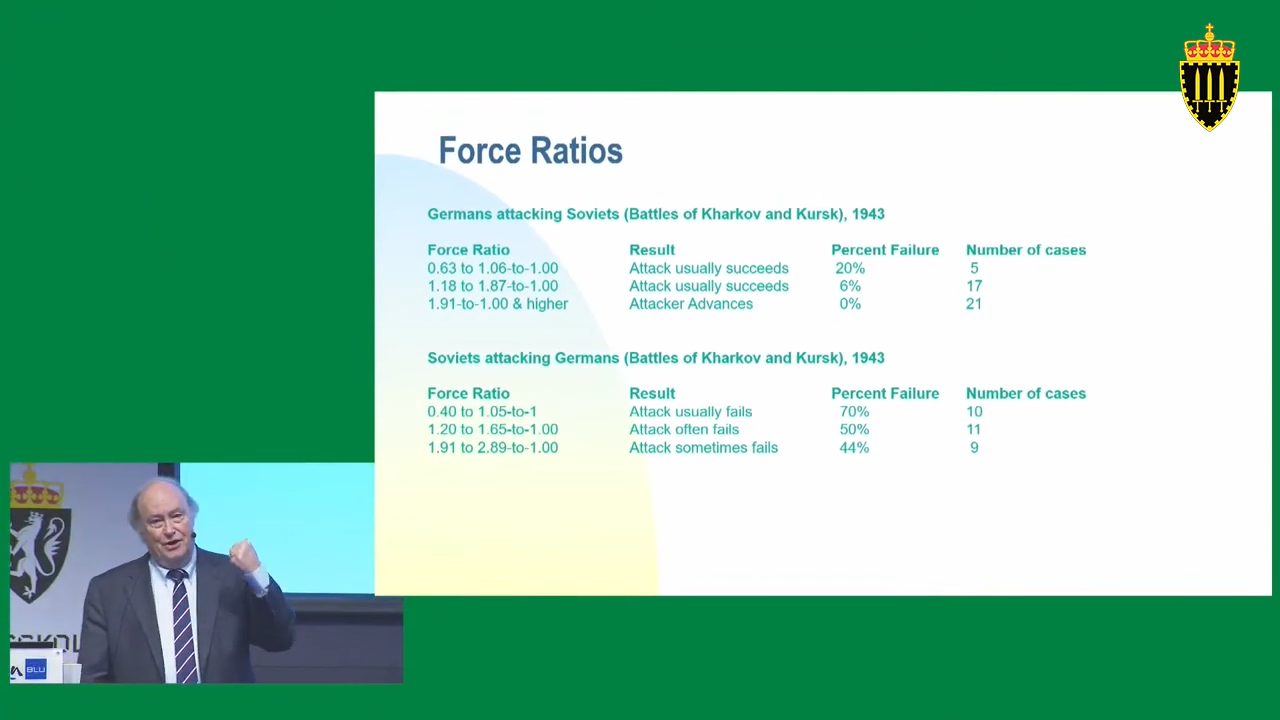 Force Ratios
Germans attacking Soviets (Battles of Kharkov and Kursk), 1943
Force Ratio Result Percent Failure Number of cases
0.63 to 1.06-to-1.00 Attack usually succeeds 20% 5
1.18 to 1.87-to-1.00 Attack usually succeeds 6% 17
1.91-to-1.00 & higher Attacker Advances 0% 21
Soviets attacking Germans (Battles of Kharkov and Kursk), 1943
Force Ratio Result Percent Failure Number of cases
0.40 to 1.05-to-1 Attack usually fails 70% 10
1.20 to 1.65-to-1.00 Attack often fails 50% 11
1.91 to 2.89-to-1.00 Attack sometimes fails 44% 9
BLU